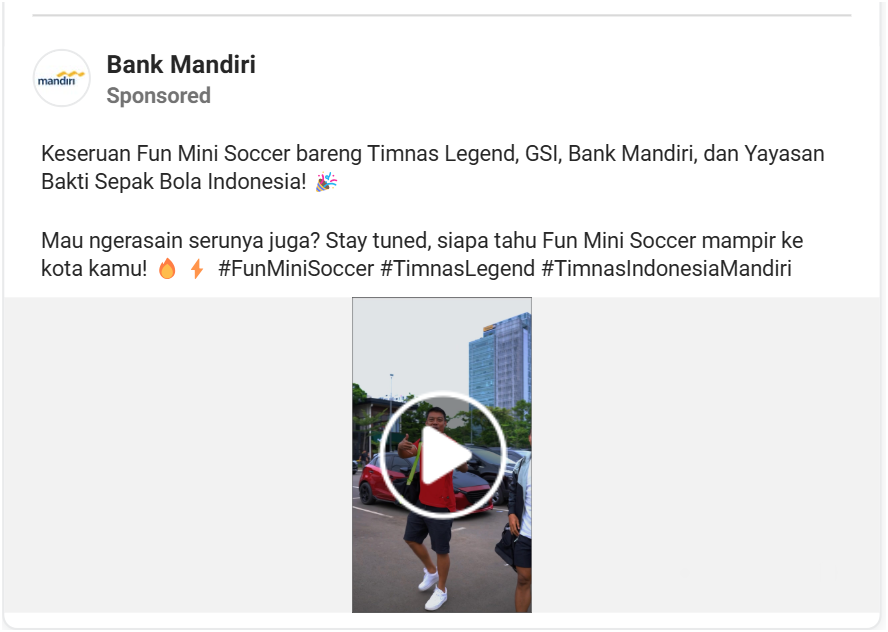 mandiri
Bank Mandiri
Sponsored
Keseruan Fun Mini Soccer bareng Timnas Legend, GSI, Bank Mandiri, dan Yayasan
Bakti Sepak Bola Indonesia! 🎉
Mau ngerasain serunya juga? Stay tuned, siapa tahu Fun Mini Soccer mampir ke
kota kamu! 🔥⚡ #FunMiniSoccer #TimnasLegend #TimnasIndonesiaMandiri